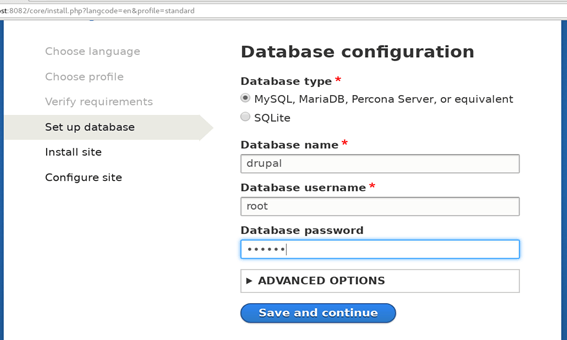 ost:8082/core/install.php?langcode=en&profile=standard
Choose language
Choose profile
Verify requirements
Set up database
Install site
Configure site
Database configuration
Database type *
MySQL, MariaDB, Percona Server, or equivalent
SQLite
Database name *
drupal
Database username *
root
Database password
••••••
▶ ADVANCED OPTIONS
Save and continue